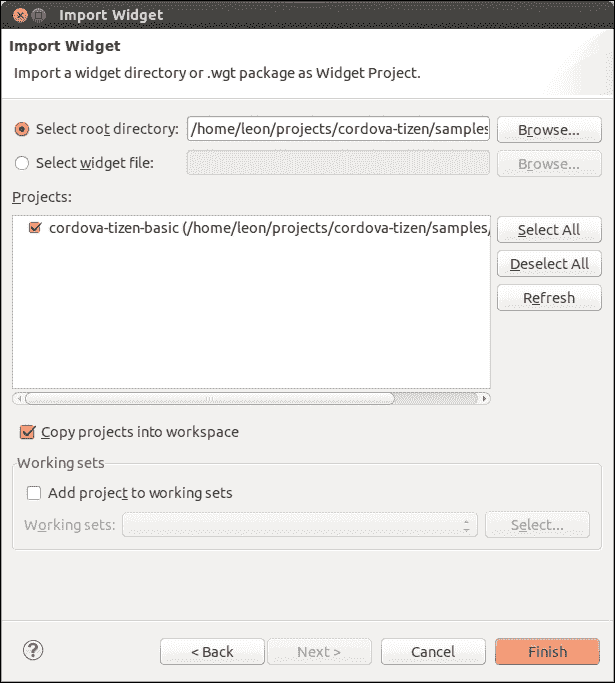 Import Widget
Import Widget
Import a widget directory or .wgt package as Widget Project.
Select root directory: /home/leon/projects/cordova-tizen/samples Browse...
Select widget file: Browse...
Projects:
cordova-tizen-basic (/home/leon/projects/cordova-tizen/samples/
Select All
Deselect All
Refresh
Copy projects into workspace
Working sets
Add project to working sets
Working sets: Select...
? < Back Next > Cancel Finish